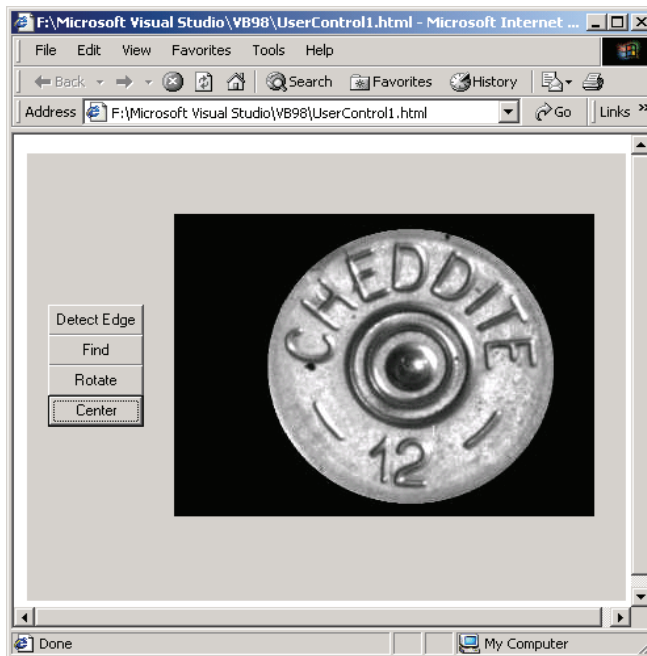 F:\Microsoft Visual Studio\VB98\UserControl1.html - Microsoft Internet ...
File Edit View Favorites Tools Help
Back Search Favorites History
Address F:\Microsoft Visual Studio\VB98\UserControl1.html Go Links »
CHEDDITE
Detect Edge
Find
Rotate
Center
12
Done My Computer